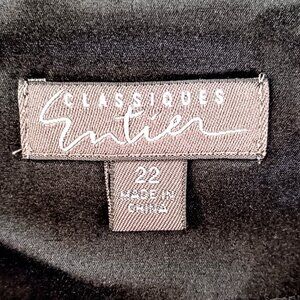 CLASSIQUES
Entier
22
MADE IN
CHINA